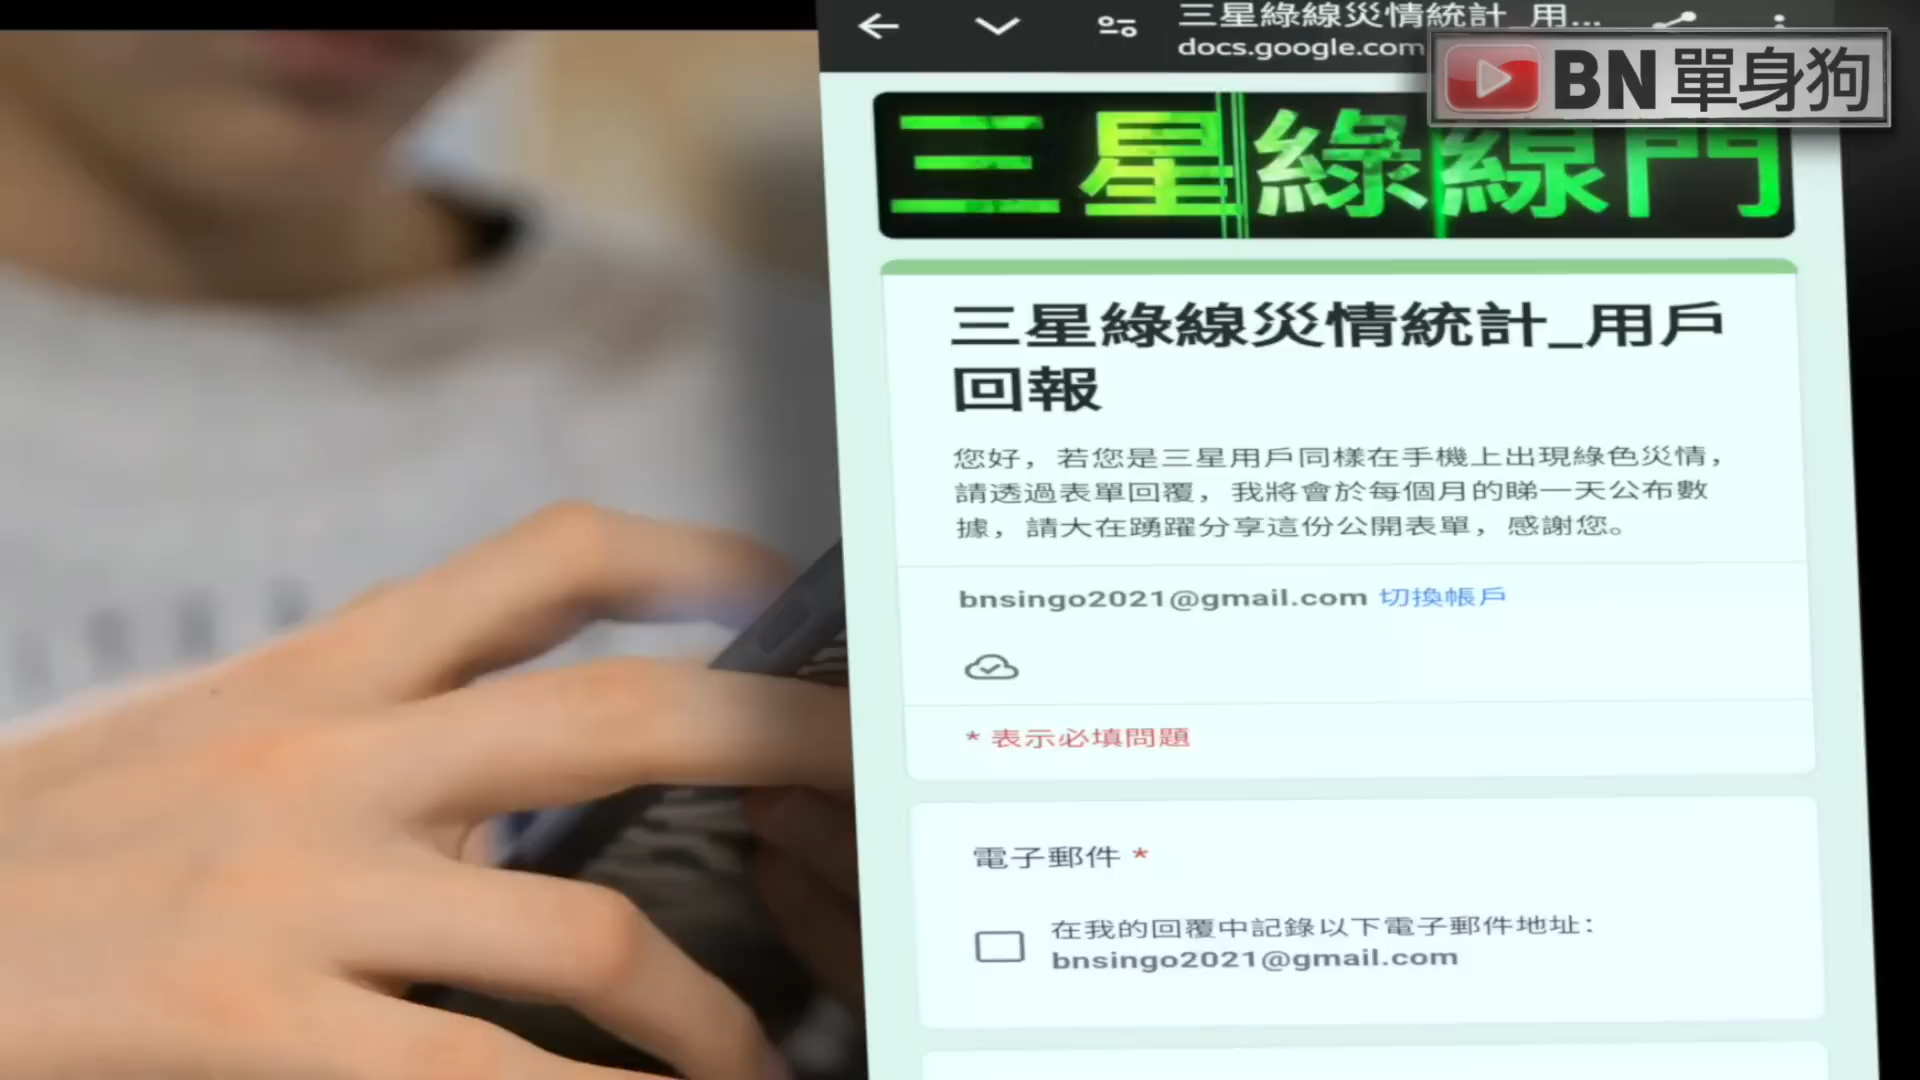 三星綠線災情統計_用...
docs.google.com
BN單身狗
三星綠線門
三星綠線災情統計_用戶
回報
您好，若您是三星用戶同樣在手機上出現綠色災情，
請透過表單回覆，我將會於每個月的睇一天公布數
據，請大在踴躍分享這份公開表單，感謝您。
bnsingo2021@gmail.com 切換帳戶
* 表示必填問題
電子郵件 *
在我的回覆中記錄以下電子郵件地址：
bnsingo2021@gmail.com